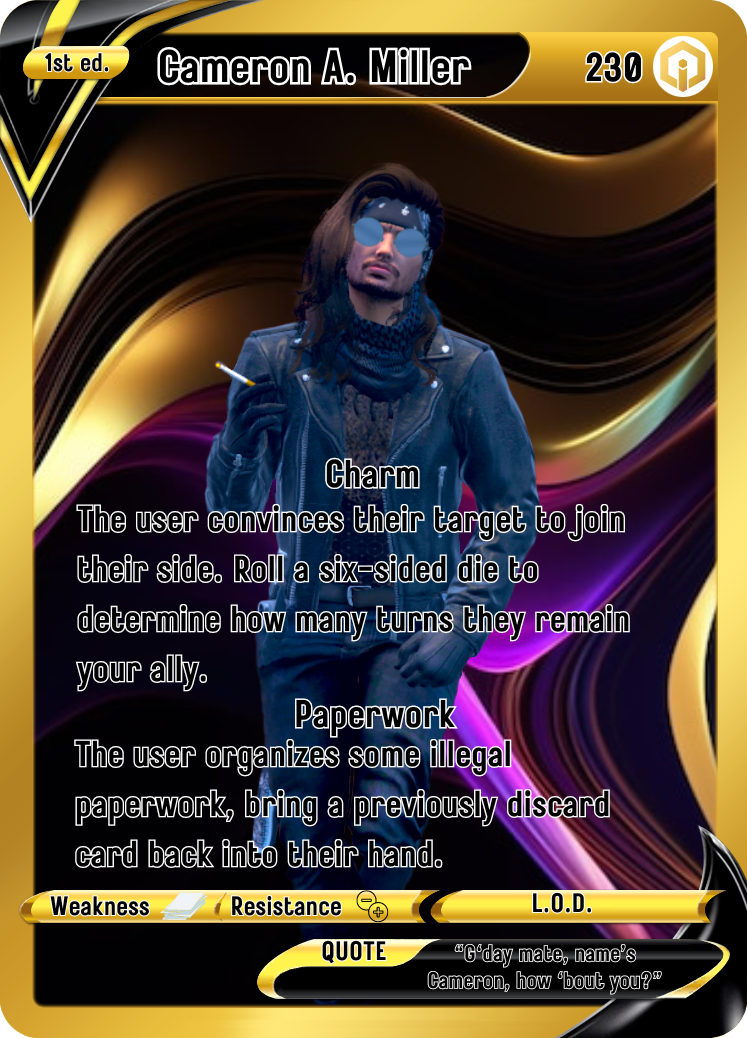 1st ed.
Cameron A. Miller
230
Charm
The user convinces their target to join
their side. Roll a six-sided die to
determine how many turns they remain
your ally.
Paperwork
The user organizes some illegal
paperwork, bring a previously discard
card back into their hand.
Weakness
Resistance
L.O.D.
QUOTE
“G‘day mate, name’s
Cameron, how ‘bout you?”